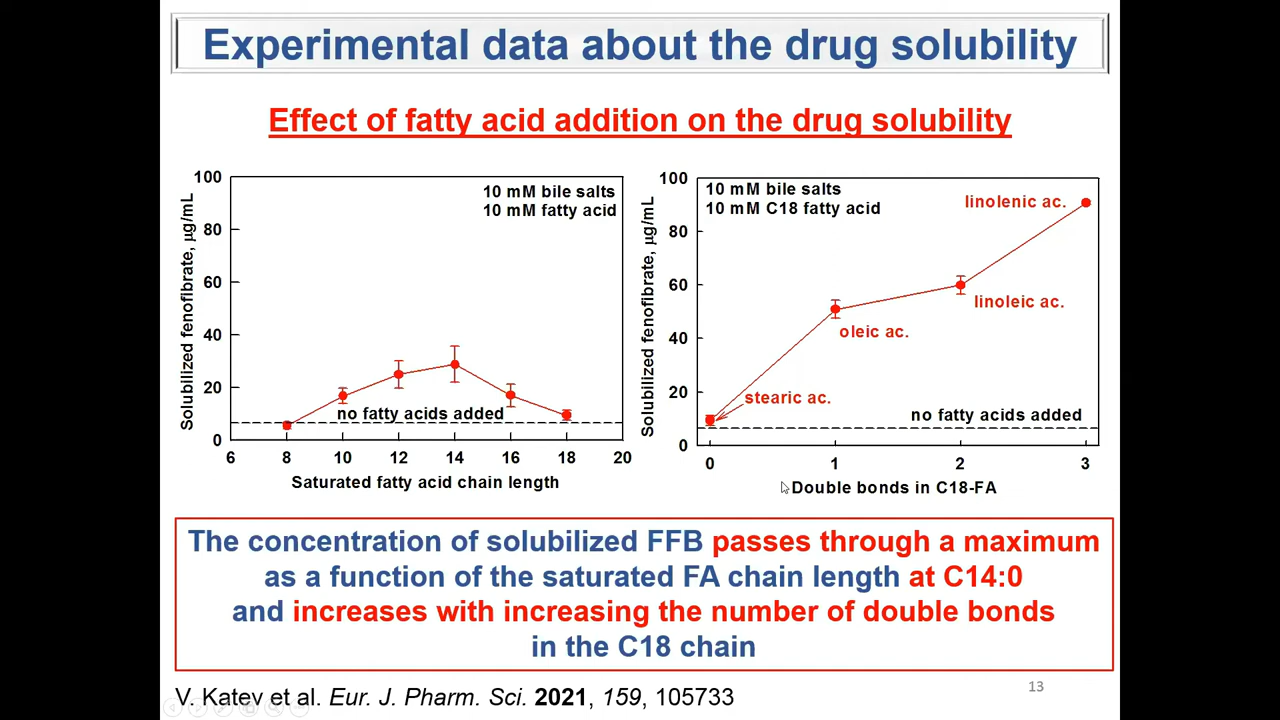 Experimental data about the drug solubility
Effect of fatty acid addition on the drug solubility
100
80
60
40
20
0
Solubilized fenofibrate, μg/mL
10 mM bile salts
10 mM fatty acid
no fatty acids added
6 8 10 12 14 16 18 20
Saturated fatty acid chain length
100
80
60
40
20
0
Solubilized fenofibrate, μg/mL
10 mM bile salts
10 mM C18 fatty acid
linolenic ac.
linoleic ac.
oleic ac.
stearic ac.
no fatty acids added
0 1 2 3
Double bonds in C18-FA
The concentration of solubilized FFB passes through a maximum
as a function of the saturated FA chain length at C14:0
and increases with increasing the number of double bonds
in the C18 chain
V. Katev et al. Eur. J. Pharm. Sci. 2021, 159, 105733
13